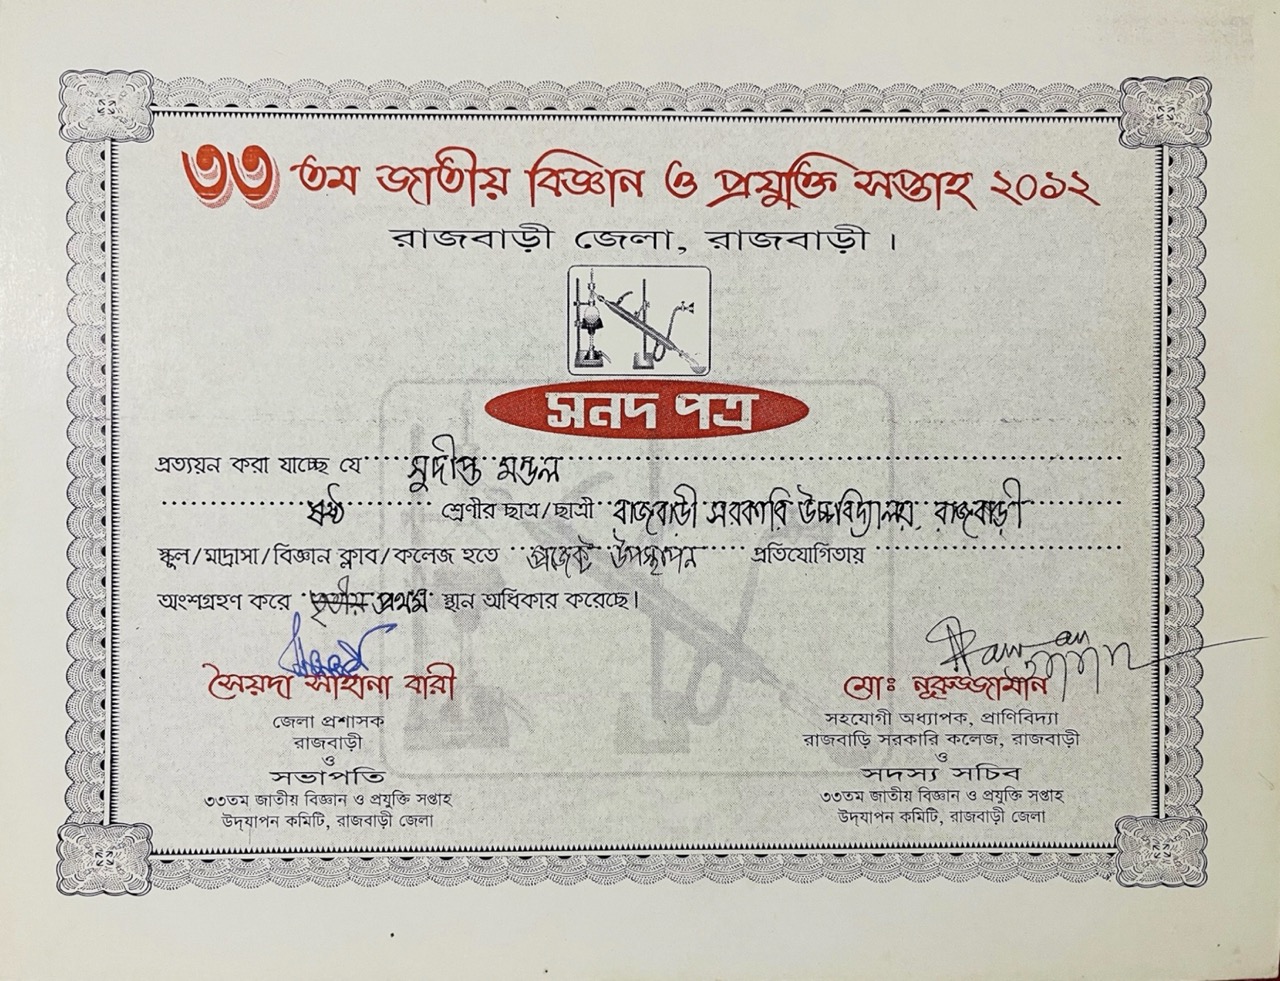 ৩৩ তম জাতীয় বিজ্ঞান ও প্রযুক্তি সপ্তাহ ২০১২
রাজবাড়ী জেলা, রাজবাড়ী ।
সনদ পত্র
প্রত্যয়ন করা যাচ্ছে যে সুদীপ্ত মন্ডল
ষষ্ঠ শ্রেণীর ছাত্র/ছাত্রী রাজবাড়ী সরকারি উচ্চবিদ্যালয়, রাজবাড়ী
স্কুল/মাদ্রাসা/বিজ্ঞান ক্লাব/কলেজ হতে প্রজেক্ট উপস্থাপন প্রতিযোগিতায়
অংশগ্রহণ করে তৃতীয় প্রথম স্থান অধিকার করেছে।
সৈয়দা সাহানা বারী
জেলা প্রশাসক
রাজবাড়ী
ও
সভাপতি
৩৩তম জাতীয় বিজ্ঞান ও প্রযুক্তি সপ্তাহ
উদ্‌যাপন কমিটি, রাজবাড়ী জেলা
মোঃ নূরুজ্জামান
সহযোগী অধ্যাপক, প্রাণিবিদ্যা
রাজবাড়ি সরকারি কলেজ, রাজবাড়ী
ও
সদস্য সচিব
৩৩তম জাতীয় বিজ্ঞান ও প্রযুক্তি সপ্তাহ
উদ্‌যাপন কমিটি, রাজবাড়ী জেলা